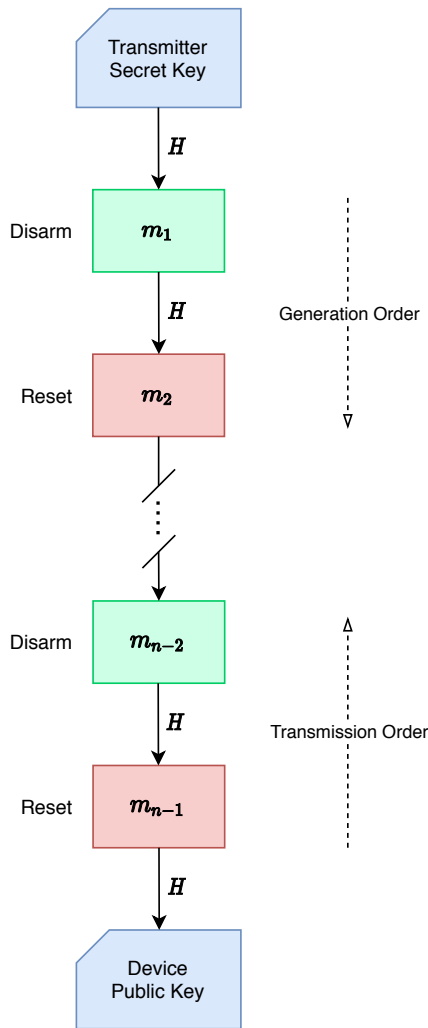 Transmitter
Secret Key
H
Disarm
m₁
H
Generation Order
Reset
m₂
Disarm
mₙ₋₂
H
Transmission Order
Reset
mₙ₋₁
H
Device
Public Key